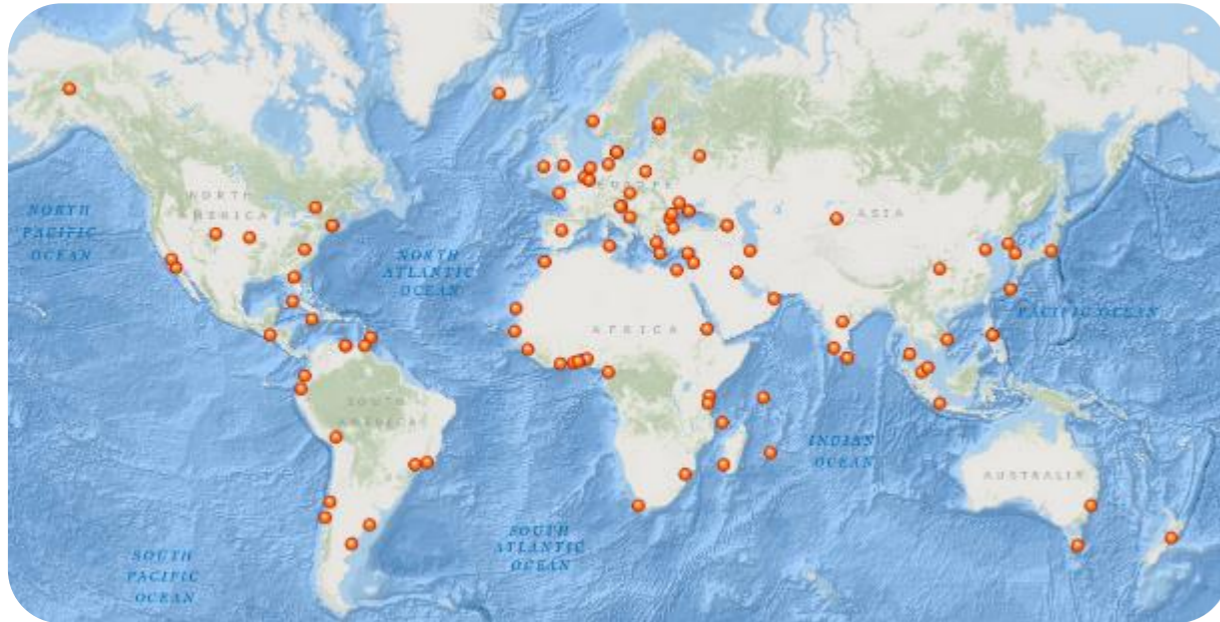 NORTH
AMERICA
NORTH
PACIFIC
OCEAN
NORTH
ATLANTIC
OCEAN
EUROPE
ASIA
PACIFIC OCEAN
AFRICA
SOUTH
AMERICA
INDIAN
OCEAN
AUSTRALIA
SOUTH
ATLANTIC
OCEAN
SOUTH
PACIFIC
OCEAN